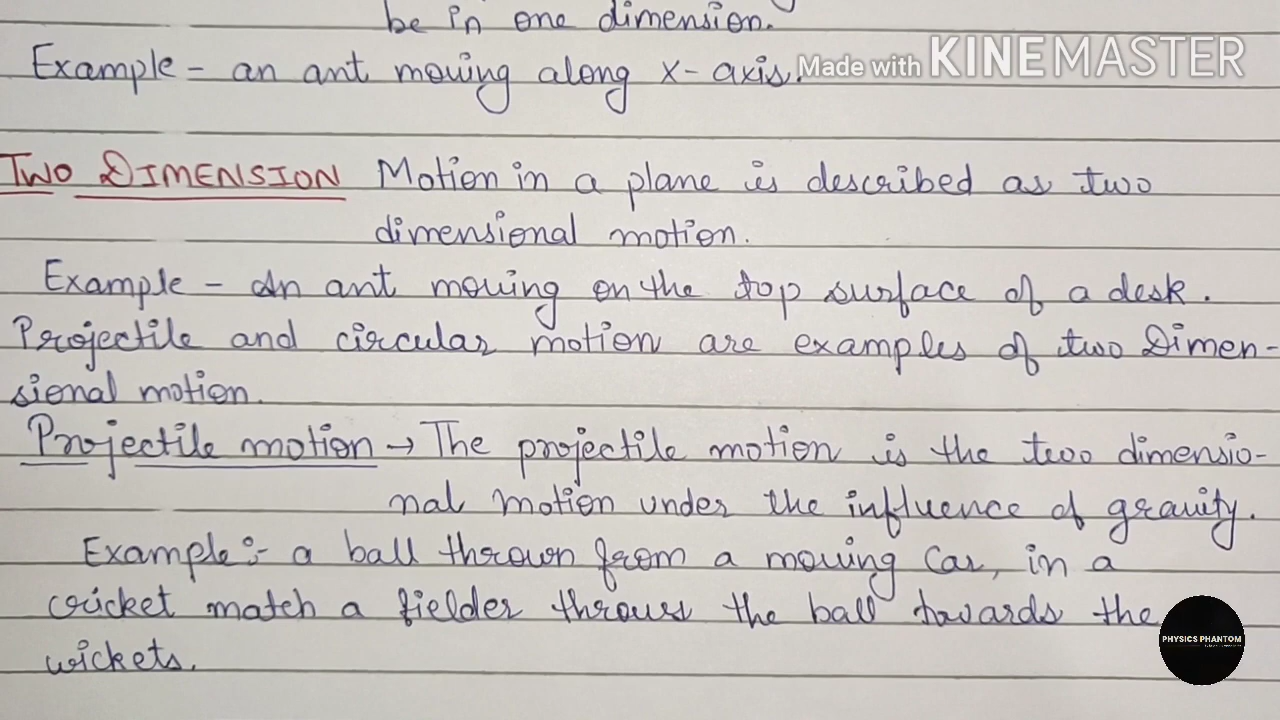 be in one dimension.
Example - an ant moving along x-axis.
Made with KINEMASTER
TWO DIMENSION Motion in a plane is described as two
dimensional motion.
Example - An ant moving on the top surface of a desk.
Projectile and circular motion are examples of two Dimen-
sional motion.
Projectile motion → The projectile motion is the two dimensio-
nal motion under the influence of gravity.
Example :- a ball thrown from a moving car, in a
cricket match a fielder throws the ball towards the
wickets.
PHYSICS PHANTOM